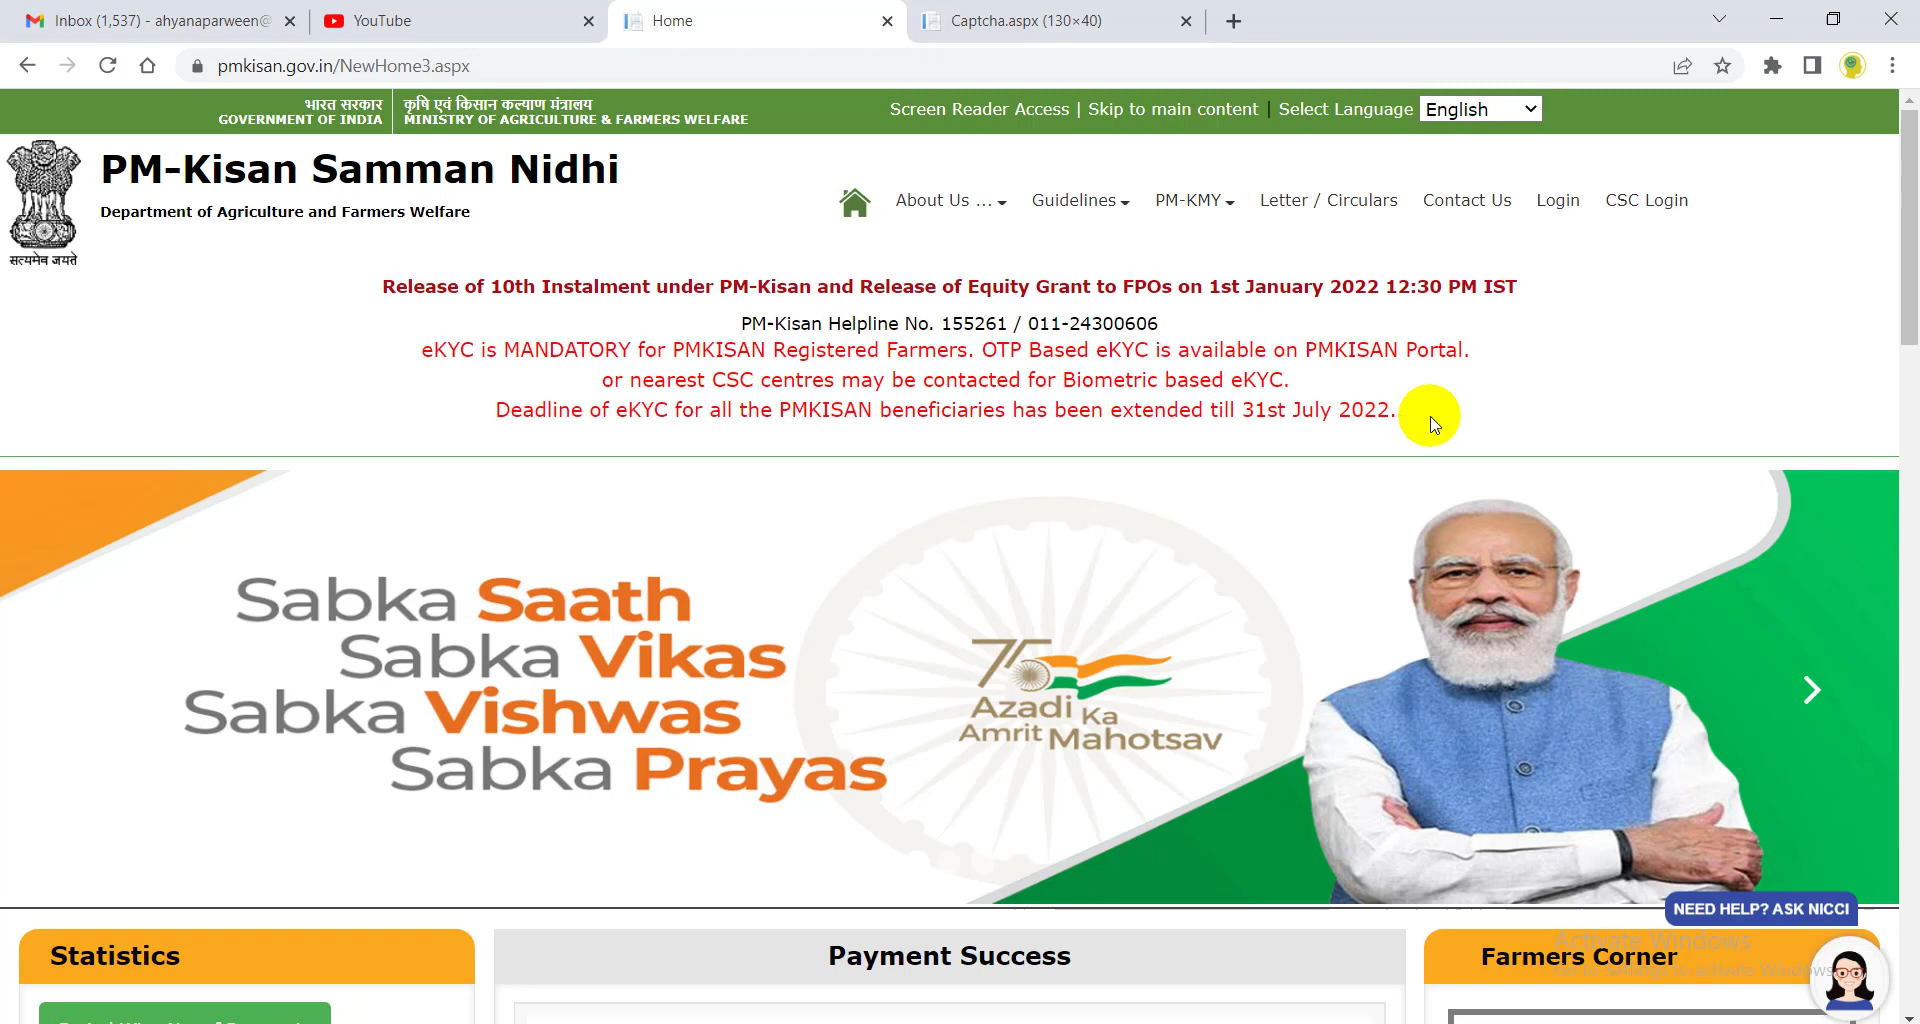 Inbox (1,537) - ahyanaparween@
YouTube
Home
Captcha.aspx (130×40)
pmkisan.gov.in/NewHome3.aspx
भारत सरकार
GOVERNMENT OF INDIA
कृषि एवं किसान कल्याण मंत्रालय
MINISTRY OF AGRICULTURE & FARMERS WELFARE
Screen Reader Access | Skip to main content | Select Language English
PM-Kisan Samman Nidhi
Department of Agriculture and Farmers Welfare
सत्यमेव जयते
About Us ... Guidelines PM-KMY Letter / Circulars Contact Us Login CSC Login
Release of 10th Instalment under PM-Kisan and Release of Equity Grant to FPOs on 1st January 2022 12:30 PM IST
PM-Kisan Helpline No. 155261 / 011-24300606
eKYC is MANDATORY for PMKISAN Registered Farmers. OTP Based eKYC is available on PMKISAN Portal.
or nearest CSC centres may be contacted for Biometric based eKYC.
Deadline of eKYC for all the PMKISAN beneficiaries has been extended till 31st July 2022.
Sabka Saath
Sabka Vikas
Sabka Vishwas
Sabka Prayas
75
Azadi Ka
Amrit Mahotsav
NEED HELP? ASK NICCI
Statistics
Payment Success
Farmers Corner
Activate Windows
Go to Settings to activate Windows